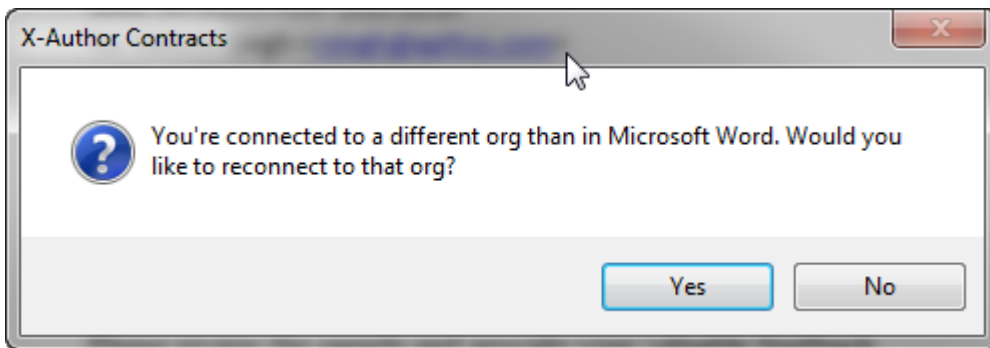 X-Author Contracts
You're connected to a different org than in Microsoft Word. Would you
like to reconnect to that org?
Yes
No